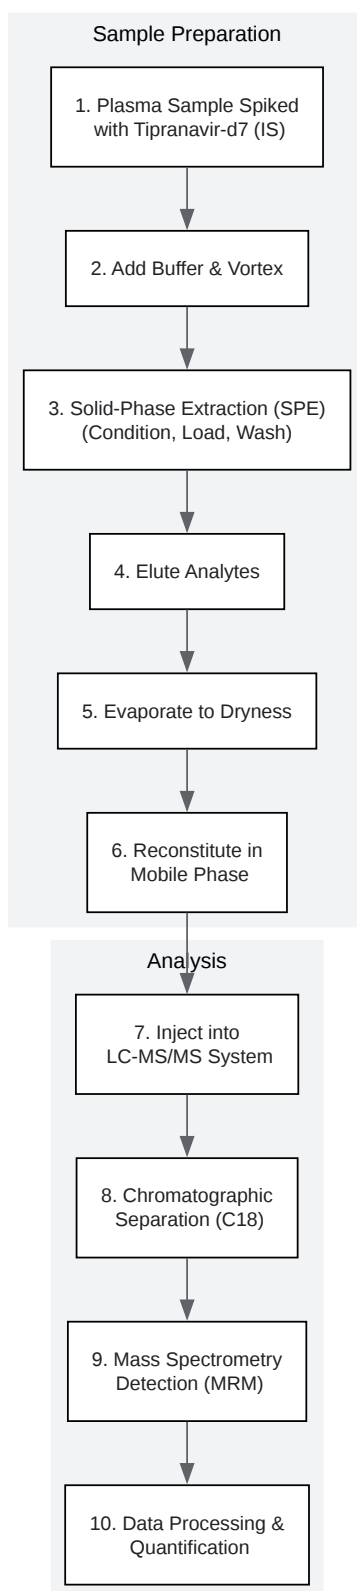 Sample Preparation
1. Plasma Sample Spiked
with Tipranavir-d7 (IS)
2. Add Buffer & Vortex
3. Solid-Phase Extraction (SPE)
(Condition, Load, Wash)
4. Elute Analytes
5. Evaporate to Dryness
6. Reconstitute in
Mobile Phase
Analysis
7. Inject into
LC-MS/MS System
8. Chromatographic
Separation (C18)
9. Mass Spectrometry
Detection (MRM)
10. Data Processing &
Quantification